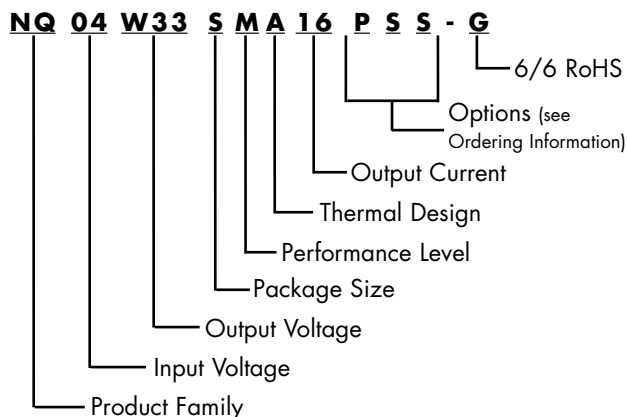 NQ 04 W33 S M A 16 P S S - G
6/6 RoHS
Options (see
Ordering Information)
Output Current
Thermal Design
Performance Level
Package Size
Output Voltage
Input Voltage
Product Family